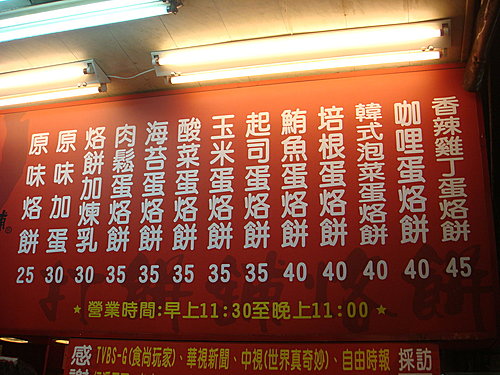 香辣雞丁蛋烙餅 45
咖哩蛋烙餅 40
韓式泡菜蛋烙餅 40
培根蛋烙餅 40
鮪魚蛋烙餅 40
起司蛋烙餅 35
玉米蛋烙餅 35
酸菜蛋烙餅 35
海苔蛋烙餅 35
肉鬆蛋烙餅 35
烙餅加煉乳 30
原味加蛋 30
原味烙餅 25
★營業時間:早上11:30至晚上11:00★
感謝 TVBS-G(食尚玩家)、華視新聞、中視(世界真奇妙)、自由時報 採訪